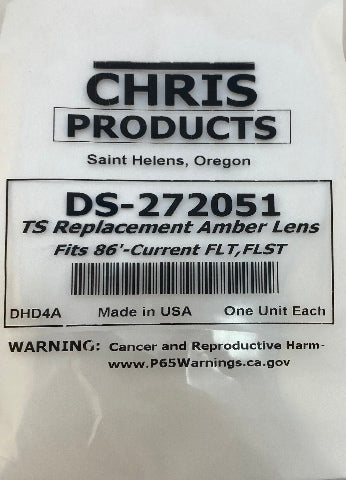 CHRIS
PRODUCTS
Saint Helens, Oregon
DS-272051
TS Replacement Amber Lens
Fits 86'-Current FLT,FLST
DHD4A Made in USA One Unit Each
WARNING: Cancer and Reproductive Harm-
www.P65Warnings.ca.gov